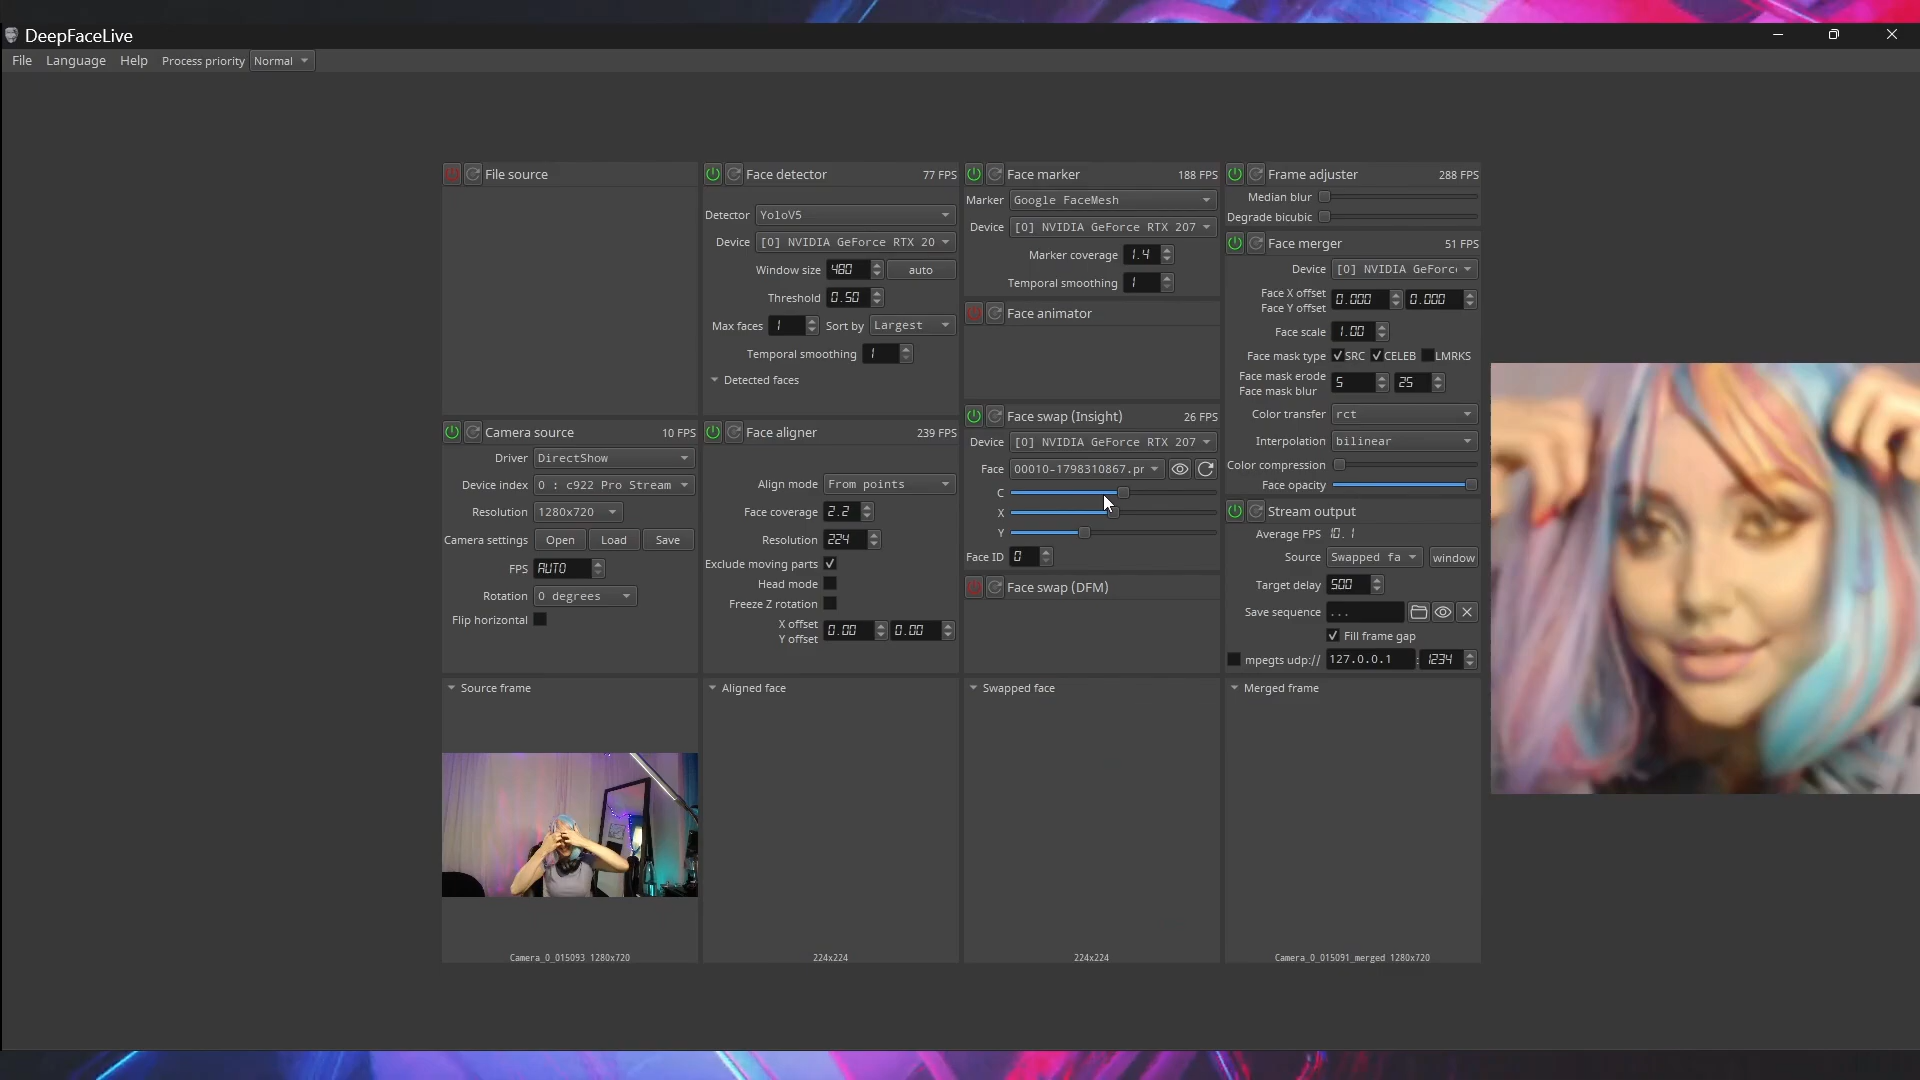 DeepFaceLive
File Language Help Process priority Normal
File source
Face detector 77 FPS
Detector YoloV5
Device [0] NVIDIA GeForce RTX 20
Window size 480 auto
Threshold 0.50
Max faces 1 Sort by Largest
Temporal smoothing 1
Detected faces
Face marker 188 FPS
Marker Google FaceMesh
Device [0] NVIDIA GeForce RTX 207
Marker coverage 1.4
Temporal smoothing 1
Face animator
Frame adjuster 288 FPS
Median blur
Degrade bicubic
Face merger 51 FPS
Device [0] NVIDIA GeForc
Face X offset 0.000 0.000
Face Y offset
Face scale 1.00
Face mask type SRC CELEB LMRKS
Face mask erode 5 25
Face mask blur
Color transfer rct
Interpolation bilinear
Color compression
Face opacity
Camera source 10 FPS
Driver DirectShow
Device index 0 : c922 Pro Stream
Resolution 1280x720
Camera settings Open Load Save
FPS AUTO
Rotation 0 degrees
Flip horizontal
Face aligner 239 FPS
Align mode From points
Face coverage 2.2
Resolution 224
Exclude moving parts
Head mode
Freeze Z rotation
X offset 0.00 0.00
Y offset
Face swap (Insight) 26 FPS
Device [0] NVIDIA GeForce RTX 207
Face 00010-1798310867.pr
C
X
Y
Face ID 0
Face swap (DFM)
Stream output
Average FPS 10.1
Source Swapped fa window
Target delay 500
Save sequence ...
Fill frame gap
mpegts udp:// 127.0.0.1 : 1234
Source frame
Aligned face
Swapped face
Merged frame
Camera_0_015093 1280x720
224x224
224x224
Camera_0_015091_merged 1280x720